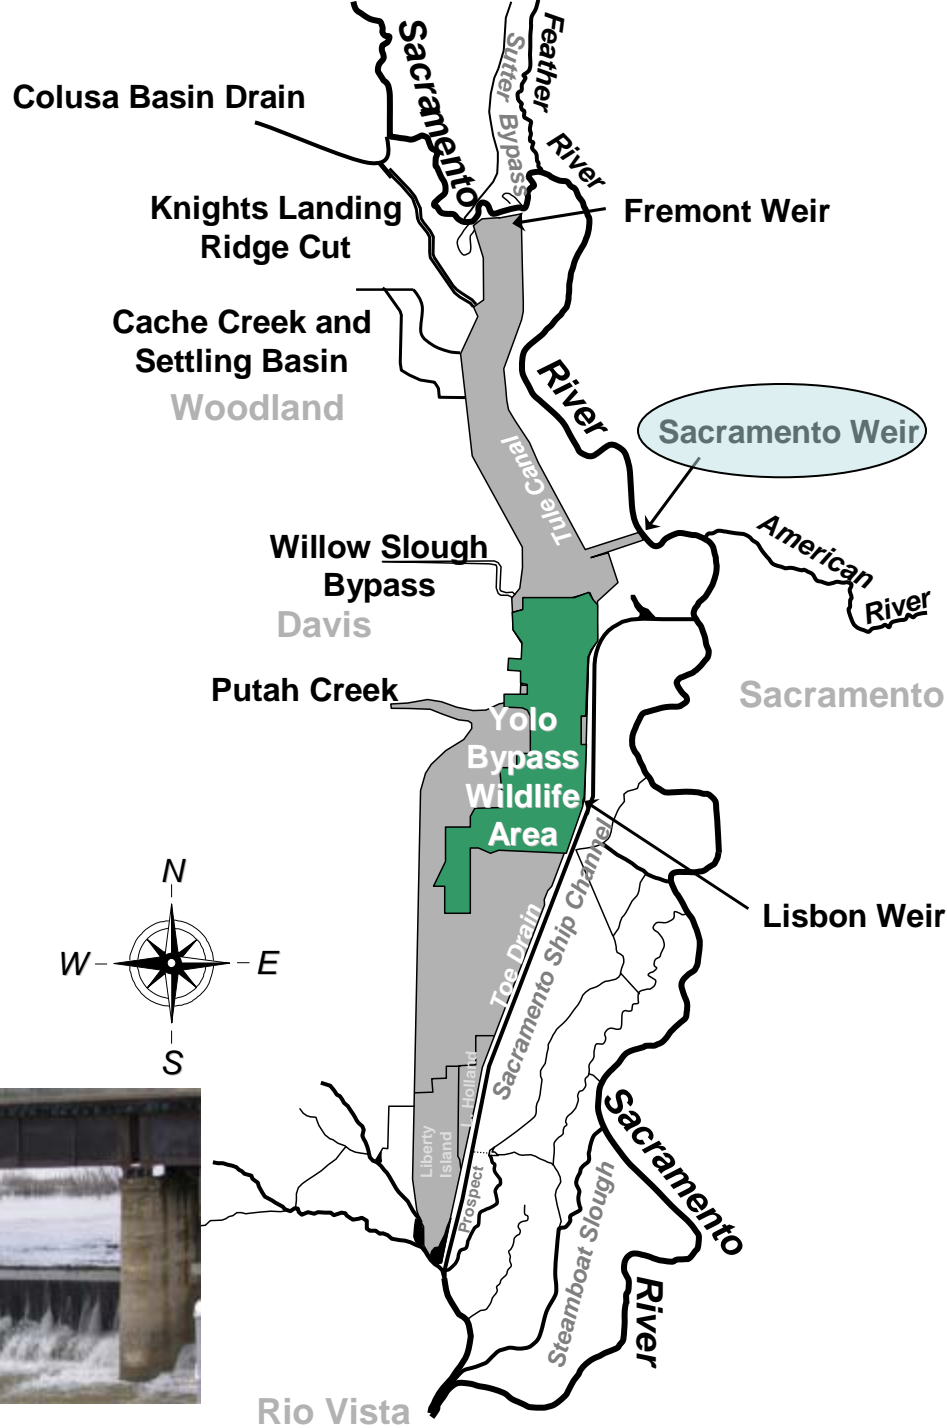 Sacramento
Sutter Bypass
Feather
River
Colusa Basin Drain
Knights Landing
Ridge Cut
Fremont Weir
Cache Creek and
Settling Basin
Woodland
River
Sacramento Weir
Tule Canal
American
River
Willow Slough
Bypass
Davis
Putah Creek
Sacramento
Yolo
Bypass
Wildlife
Area
Lisbon Weir
Toe Drain
Sacramento Ship Channel
N
W
E
S
L. Holland
Liberty
Island
Prospect
Sacramento
Steamboat Slough
River
Rio Vista